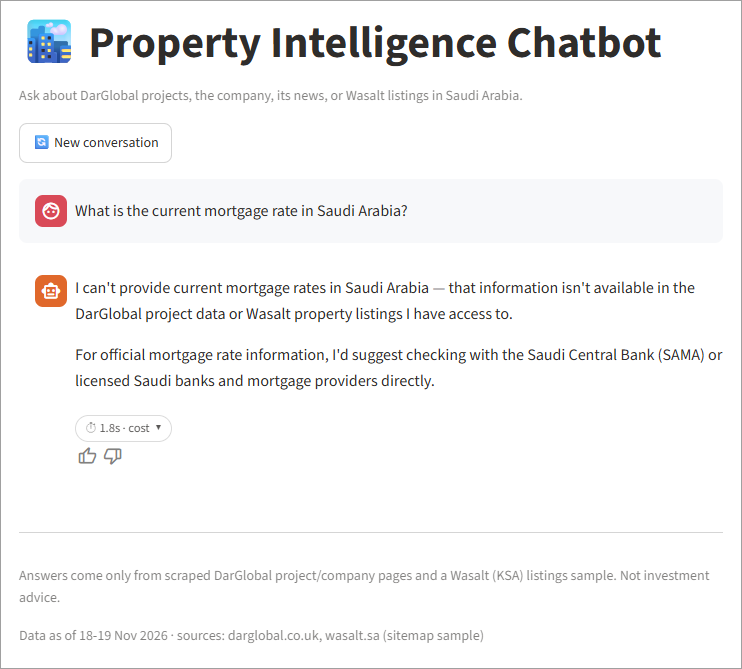 Property Intelligence Chatbot
Ask about DarGlobal projects, the company, its news, or Wasalt listings in Saudi Arabia.
New conversation
What is the current mortgage rate in Saudi Arabia?
I can't provide current mortgage rates in Saudi Arabia — that information isn't available in the
DarGlobal project data or Wasalt property listings I have access to.
For official mortgage rate information, I'd suggest checking with the Saudi Central Bank (SAMA) or
licensed Saudi banks and mortgage providers directly.
⏱ 1.8s · cost ▼
Answers come only from scraped DarGlobal project/company pages and a Wasalt (KSA) listings sample. Not investment
advice.
Data as of 18-19 Nov 2026 · sources: darglobal.co.uk, wasalt.sa (sitemap sample)